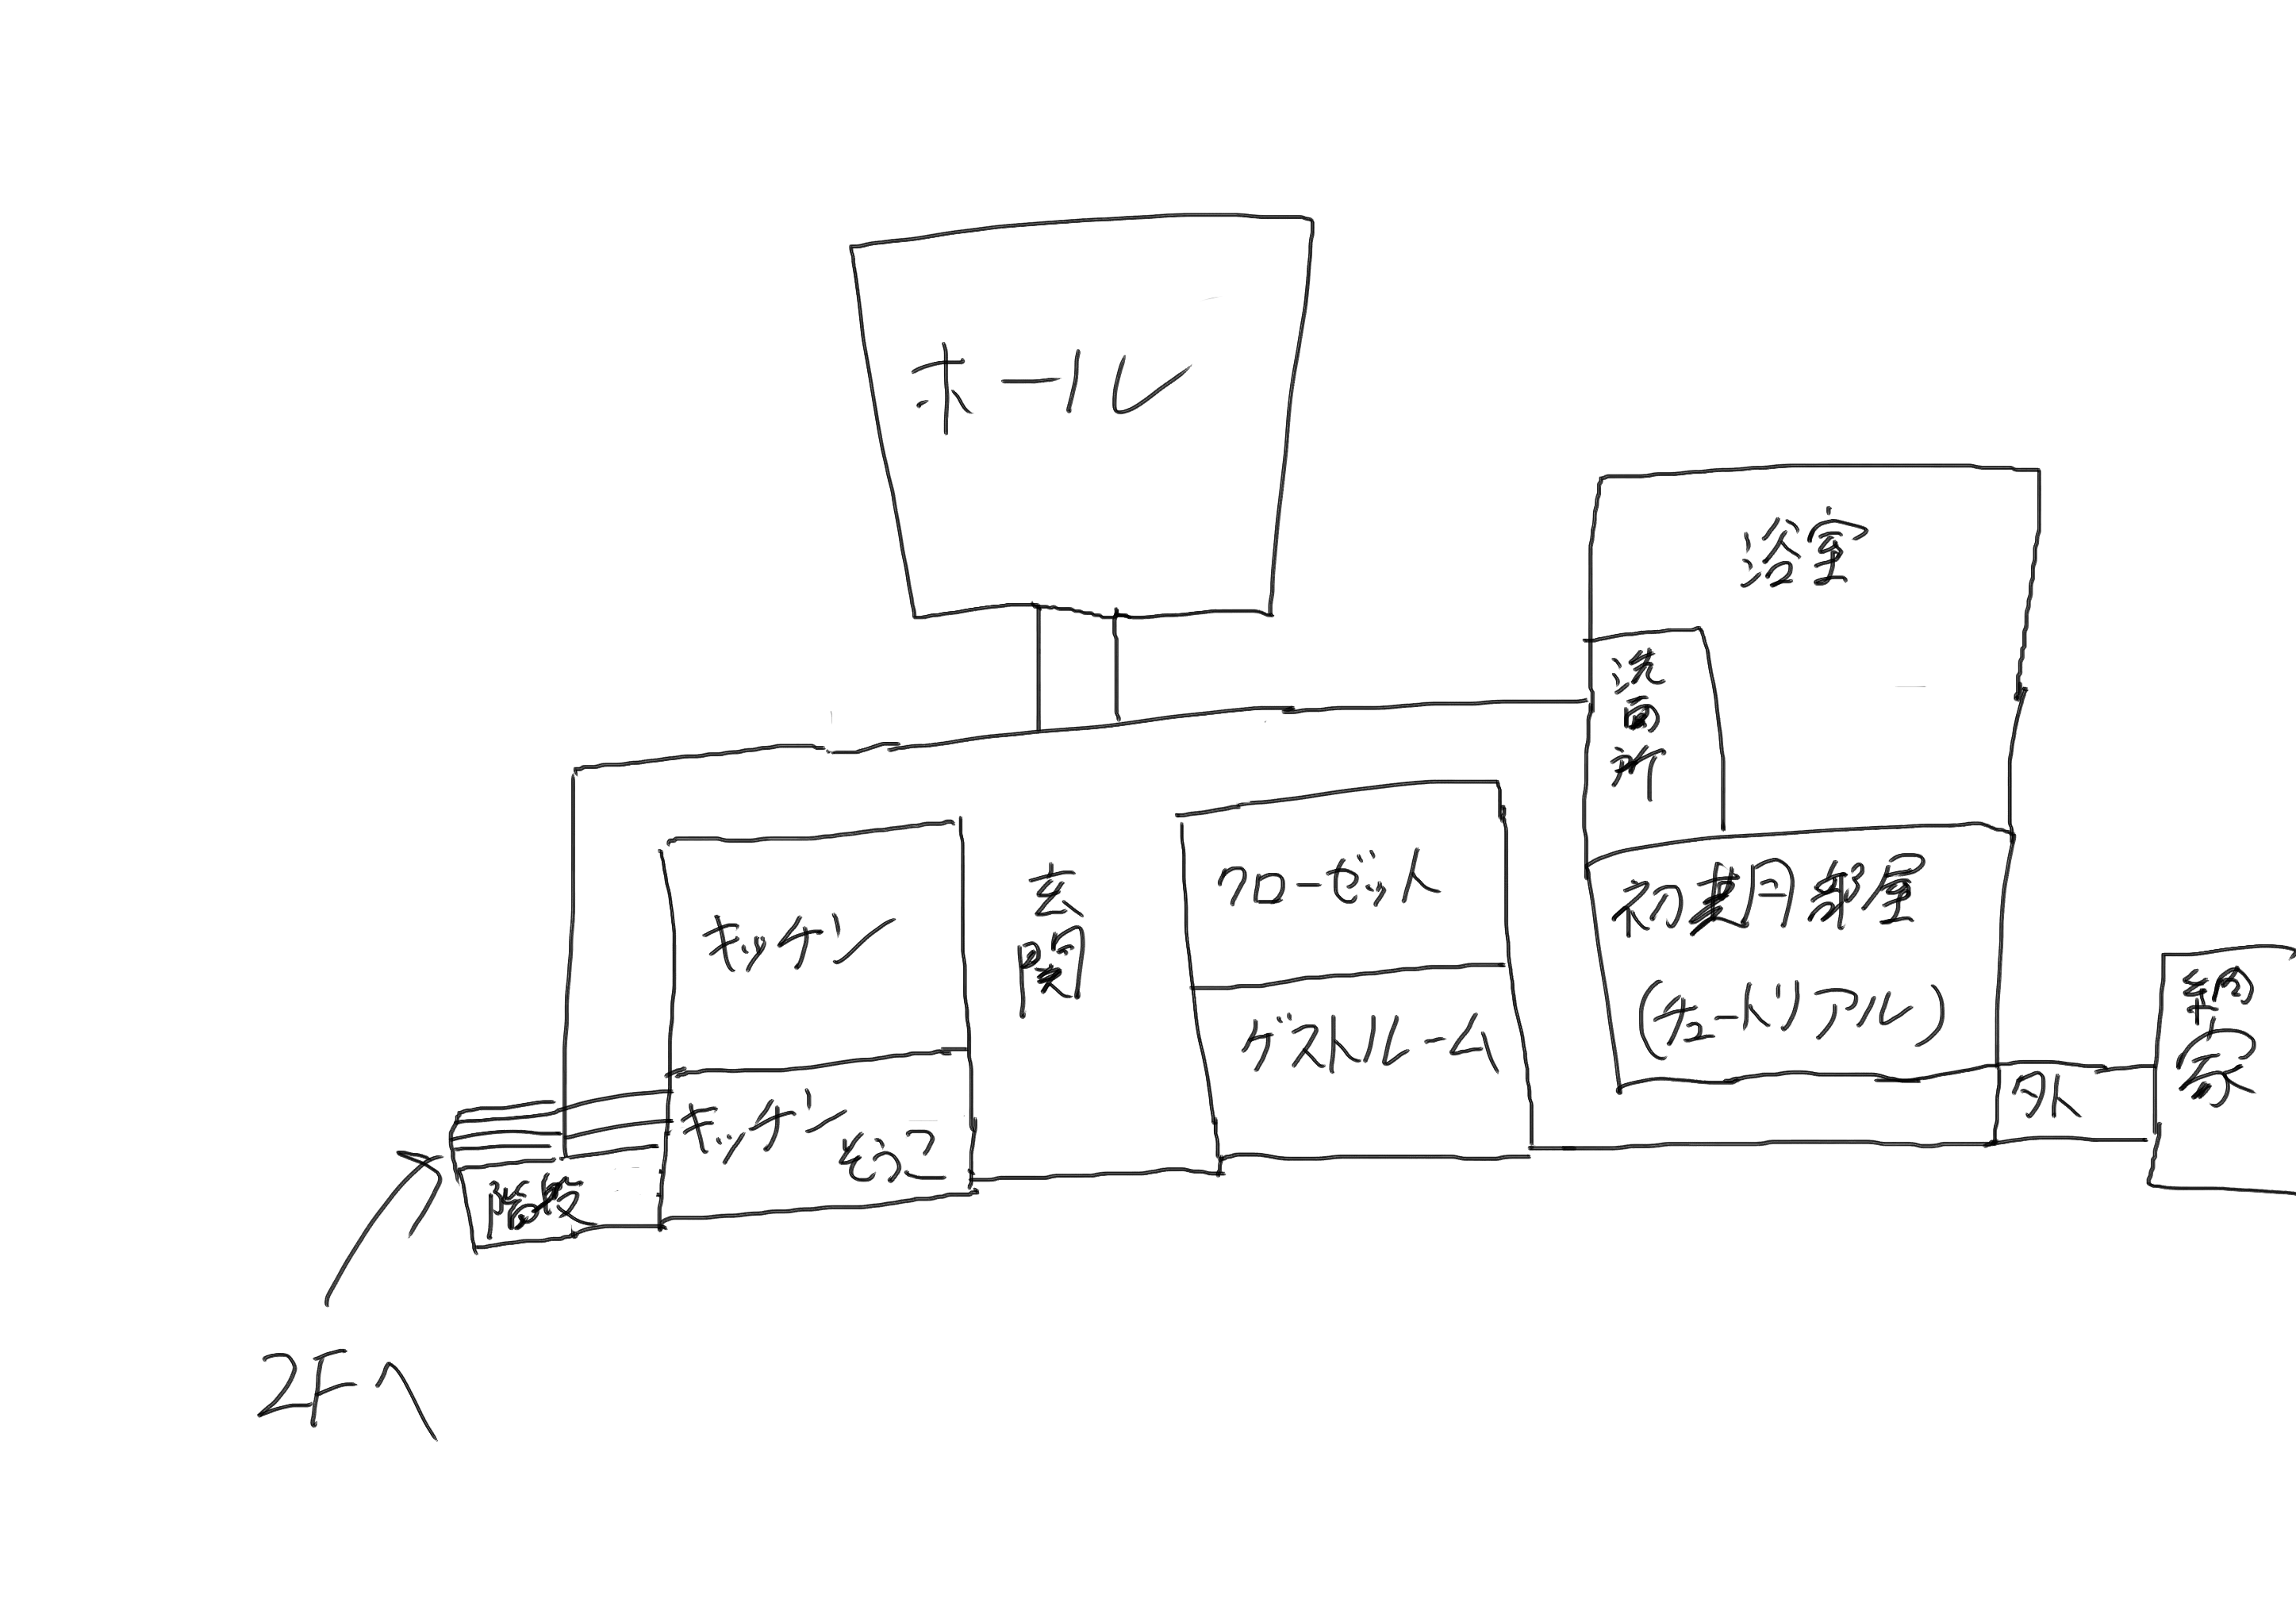 ホール
浴室
洗面所
初期部屋
(チュートリアル)
クローゼット
ゲストルーム
玄関
キッチン
キッチン
そうこ
階段
外
2Fへ